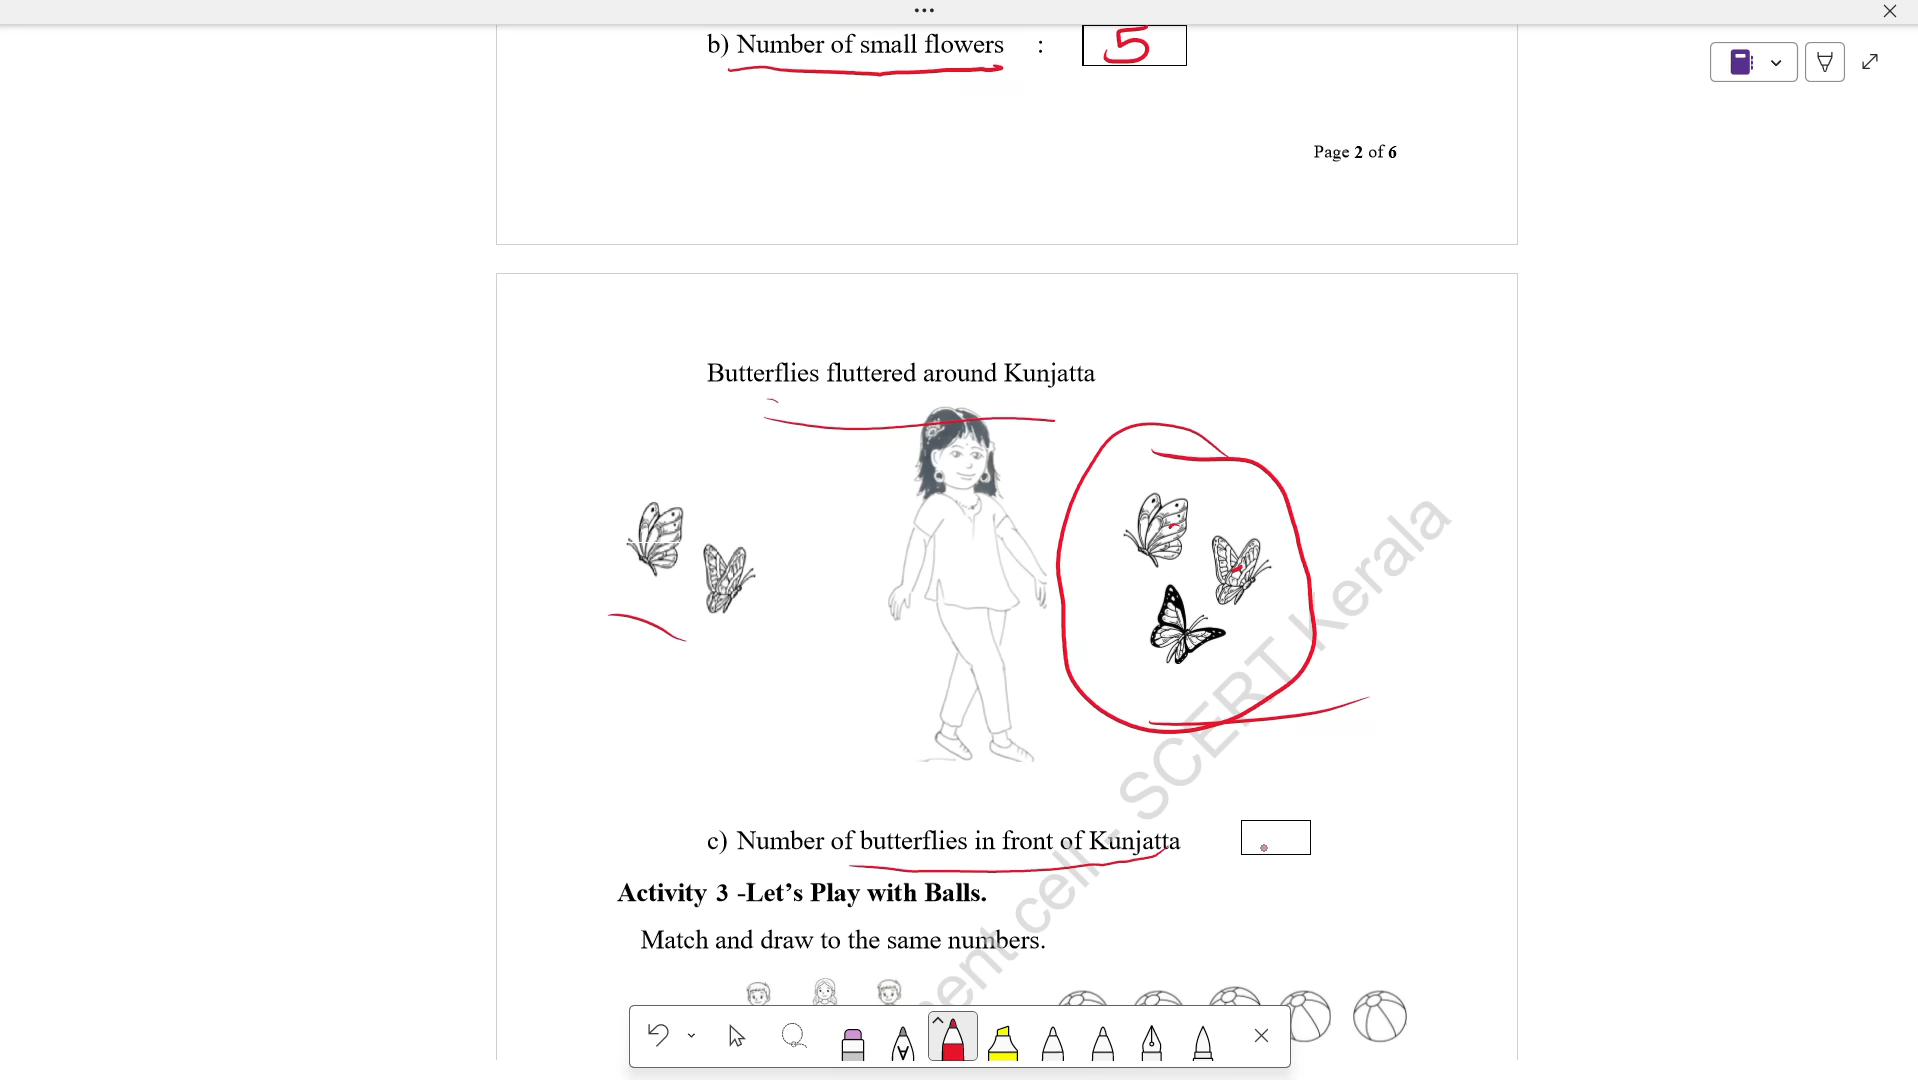 b) Number of small flowers : 5
Page 2 of 6
Butterflies fluttered around Kunjatta
c) Number of butterflies in front of Kunjatta
Activity 3 -Let’s Play with Balls.
Match and draw to the same numbers.
cell - SCERT Kerala